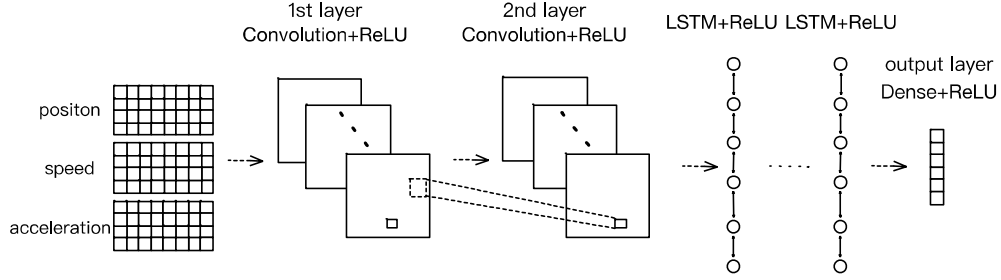 1st layer
Convolution+ReLU
2nd layer
Convolution+ReLU
LSTM+ReLU
LSTM+ReLU
output layer
Dense+ReLU
positon
speed
acceleration